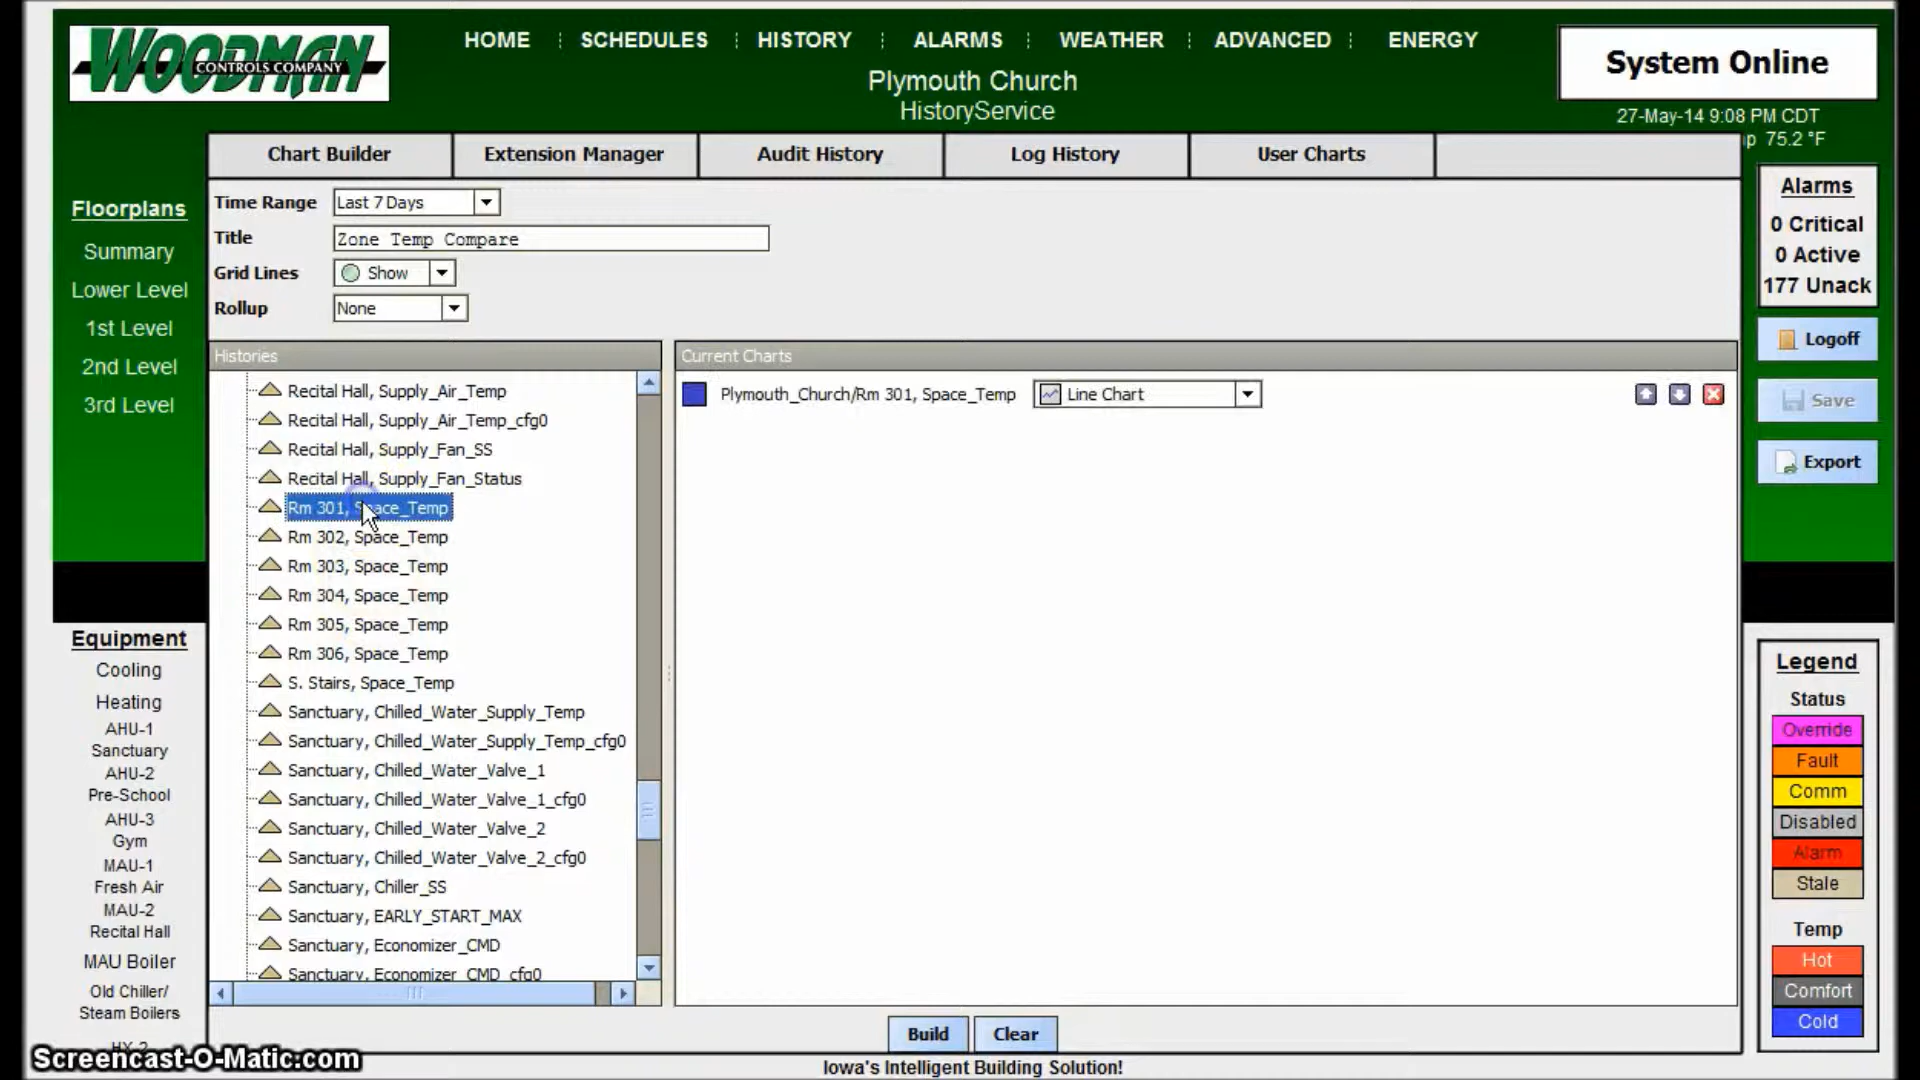 WOODMAN
CONTROLS COMPANY
HOME SCHEDULES HISTORY ALARMS WEATHER ADVANCED ENERGY
Plymouth Church
HistoryService
System Online
27-May-14 9:08 PM CDT
p 75.2 °F
Chart Builder Extension Manager Audit History Log History User Charts
Floorplans
Summary
Lower Level
1st Level
2nd Level
3rd Level
Time Range Last 7 Days
Title Zone Temp Compare
Grid Lines Show
Rollup None
Alarms
0 Critical
0 Active
177 Unack
Logoff
Save
Export
Histories
Recital Hall, Supply_Air_Temp
Recital Hall, Supply_Air_Temp_cfg0
Recital Hall, Supply_Fan_SS
Recital Hall, Supply_Fan_Status
Rm 301, Space_Temp
Rm 302, Space_Temp
Rm 303, Space_Temp
Rm 304, Space_Temp
Rm 305, Space_Temp
Rm 306, Space_Temp
S. Stairs, Space_Temp
Sanctuary, Chilled_Water_Supply_Temp
Sanctuary, Chilled_Water_Supply_Temp_cfg0
Sanctuary, Chilled_Water_Valve_1
Sanctuary, Chilled_Water_Valve_1_cfg0
Sanctuary, Chilled_Water_Valve_2
Sanctuary, Chilled_Water_Valve_2_cfg0
Sanctuary, Chiller_SS
Sanctuary, EARLY_START_MAX
Sanctuary, Economizer_CMD
Sanctuary, Economizer_CMD_cfg0
Current Charts
Plymouth_Church/Rm 301, Space_Temp Line Chart
Equipment
Cooling
Heating
AHU-1
Sanctuary
AHU-2
Pre-School
AHU-3
Gym
MAU-1
Fresh Air
MAU-2
Recital Hall
MAU Boiler
Old Chiller/
Steam Boilers
HX-2
Legend
Status
Override
Fault
Comm
Disabled
Alarm
Stale
Temp
Hot
Comfort
Cold
Build Clear
Iowa's Intelligent Building Solution!
Screencast-O-Matic.com